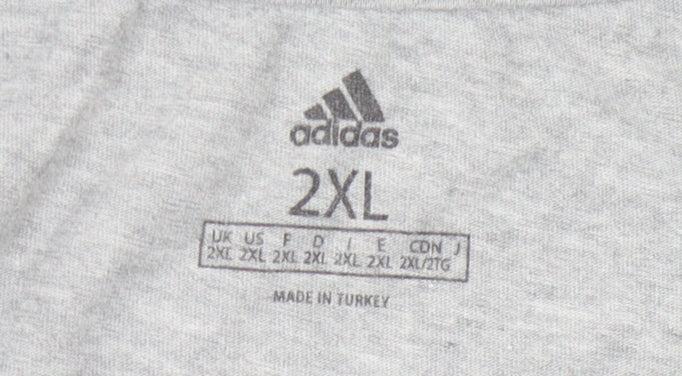 adidas
2XL
UK US F D I E CDN J
2XL 2XL 2XL 2XL 2XL 2XL 2XL/2TG
MADE IN TURKEY